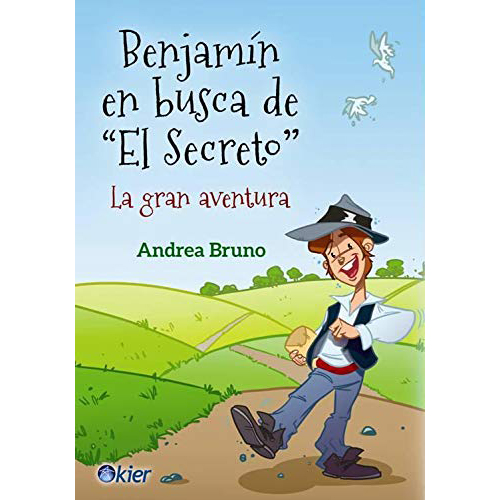 Benjamín
en busca de
“El Secreto”
La gran aventura
Andrea Bruno
kier